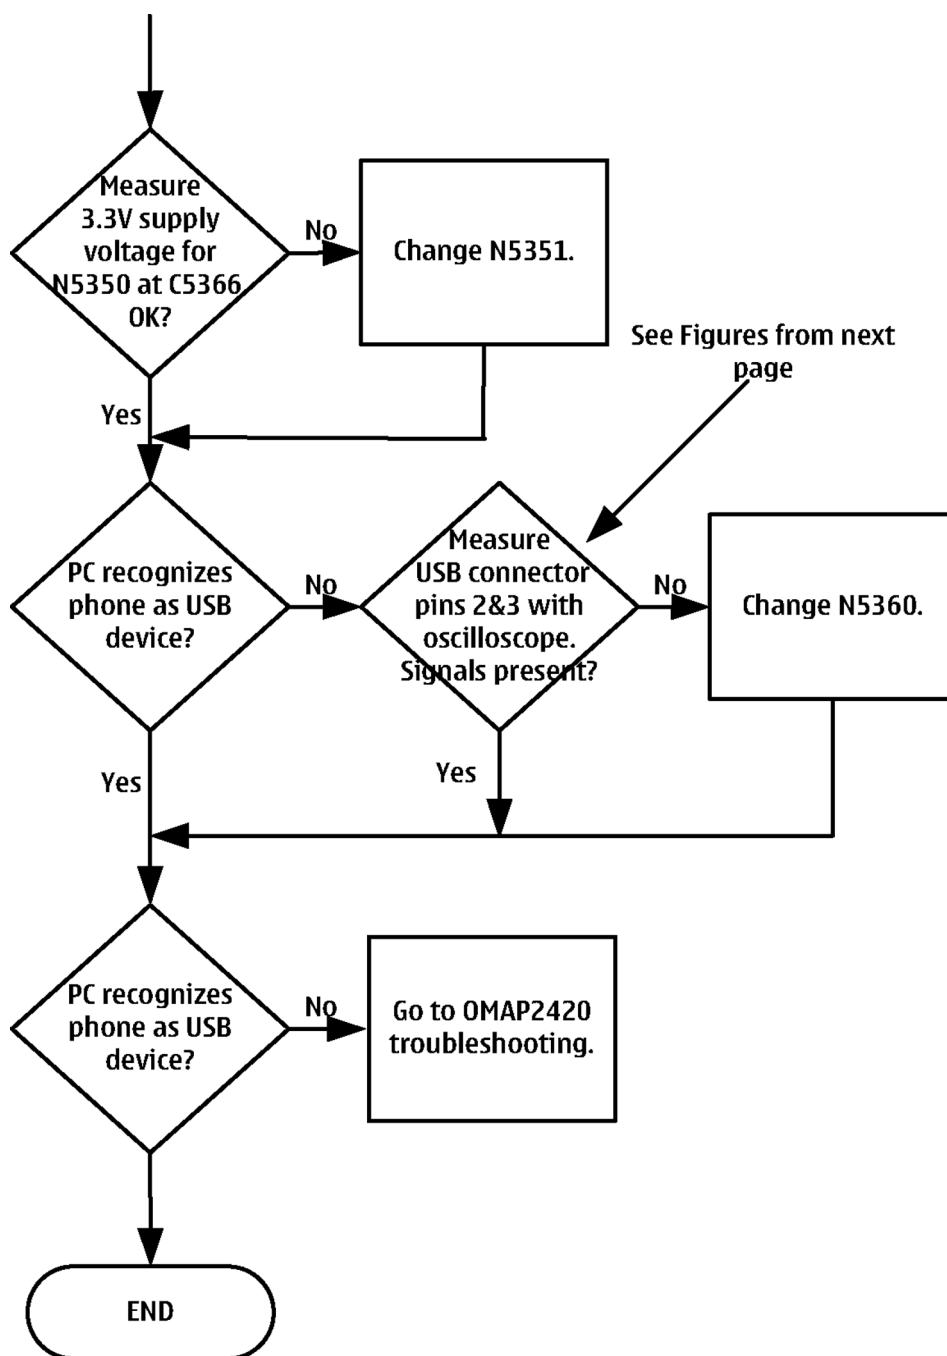 Measure
3.3V supply
voltage for
N5350 at C5366
OK?
No
Change N5351.
See Figures from next
page
Yes
PC recognizes
phone as USB
device?
No
Measure
USB connector
pins 2&3 with
oscilloscope.
Signals present?
No
Change N5360.
Yes
Yes
PC recognizes
phone as USB
device?
No
Go to OMAP2420
troubleshooting.
END